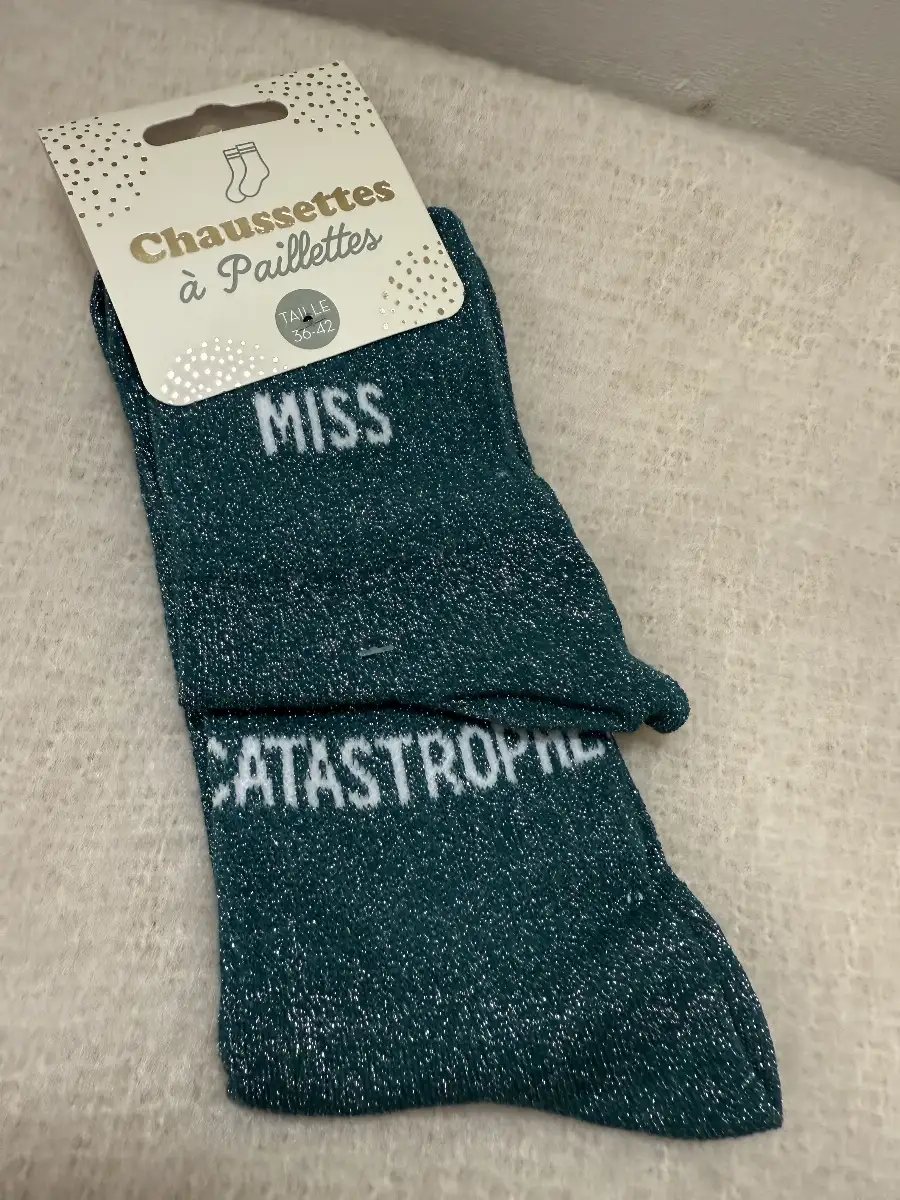 Chaussettes
à Paillettes
TAILLE
36-42
MISS
CATASTROPHE